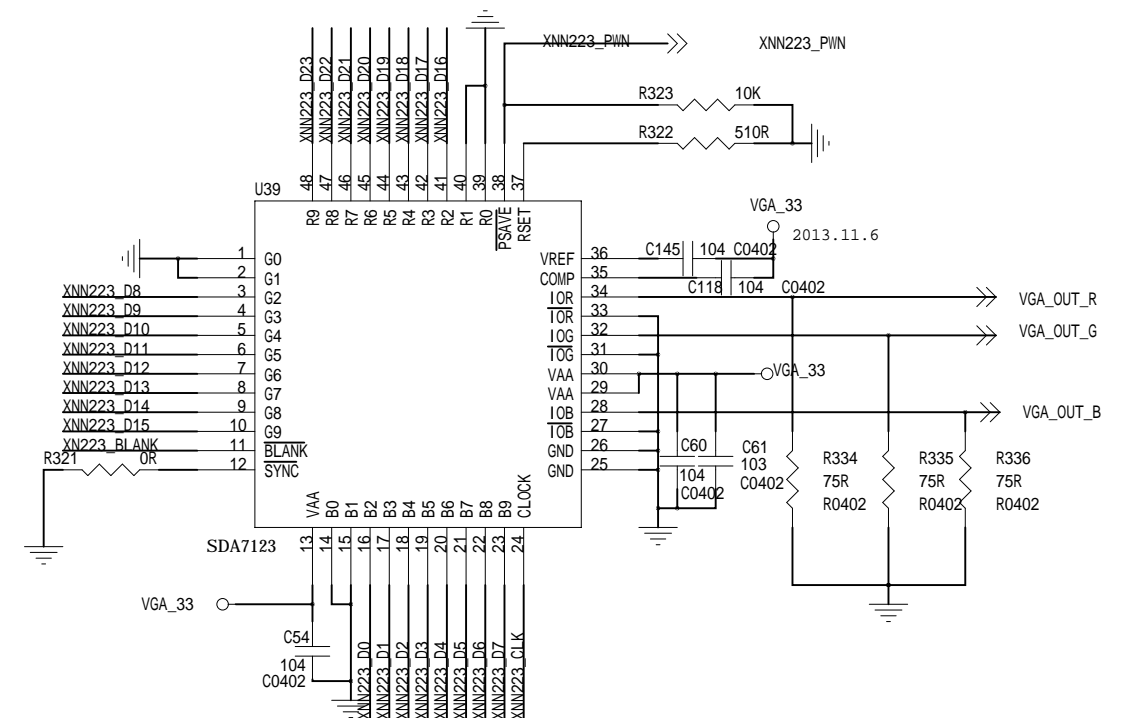 XNN223_D23
XNN223_D22
XNN223_D21
XNN223_D20
XNN223_D19
XNN223_D18
XNN223_D17
XNN223_D16
XNN223_PWN
XNN223_PWN
R323 10K
R322 510R
U39
48 47 46 45 44 43 42 41 40 39 38 37
R9 R8 R7 R6 R5 R4 R3 R2 R1 R0 PSAVE RSET
VGA_33
2013.11.6
1 G0
2 G1
XNN223_D8 3 G2
XNN223_D9 4 G3
XNN223_D10 5 G4
XNN223_D11 6 G5
XNN223_D12 7 G6
XNN223_D13 8 G7
XNN223_D14 9 G8
XNN223_D15 10 G9
XN223_BLANK 11 BLANK
R321 0R 12 SYNC
VREF 36 C145 104 C0402
COMP 35 C118 104 C0402
IOR 34 VGA_OUT_R
IOR 33
IOG 32 VGA_OUT_G
IOG 31
VAA 30 VGA_33
VAA 29
IOB 28 VGA_OUT_B
IOB 27
GND 26
GND 25
C60
104
C0402
C61
103
C0402
R334
75R
R0402
R335
75R
R0402
R336
75R
R0402
VAA B0 B1 B2 B3 B4 B5 B6 B7 B8 B9 CLOCK
SDA7123
13 14 15 16 17 18 19 20 21 22 23 24
VGA_33
C54
104
C0402
XNN223_D0
XNN223_D1
XNN223_D2
XNN223_D3
XNN223_D4
XNN223_D5
XNN223_D6
XNN223_D7
XNN223_CLK